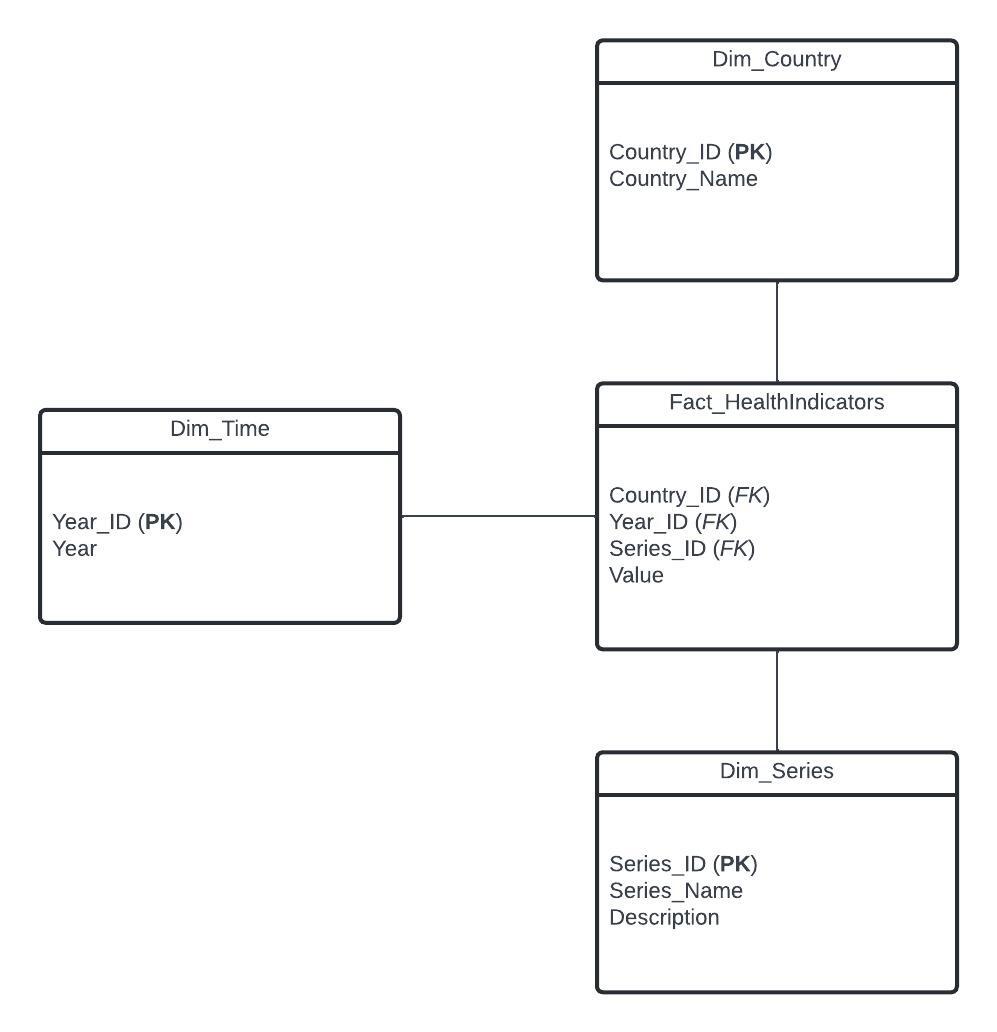 Dim_Country
Country_ID (PK)
Country_Name
Dim_Time
Year_ID (PK)
Year
Fact_HealthIndicators
Country_ID (FK)
Year_ID (FK)
Series_ID (FK)
Value
Dim_Series
Series_ID (PK)
Series_Name
Description